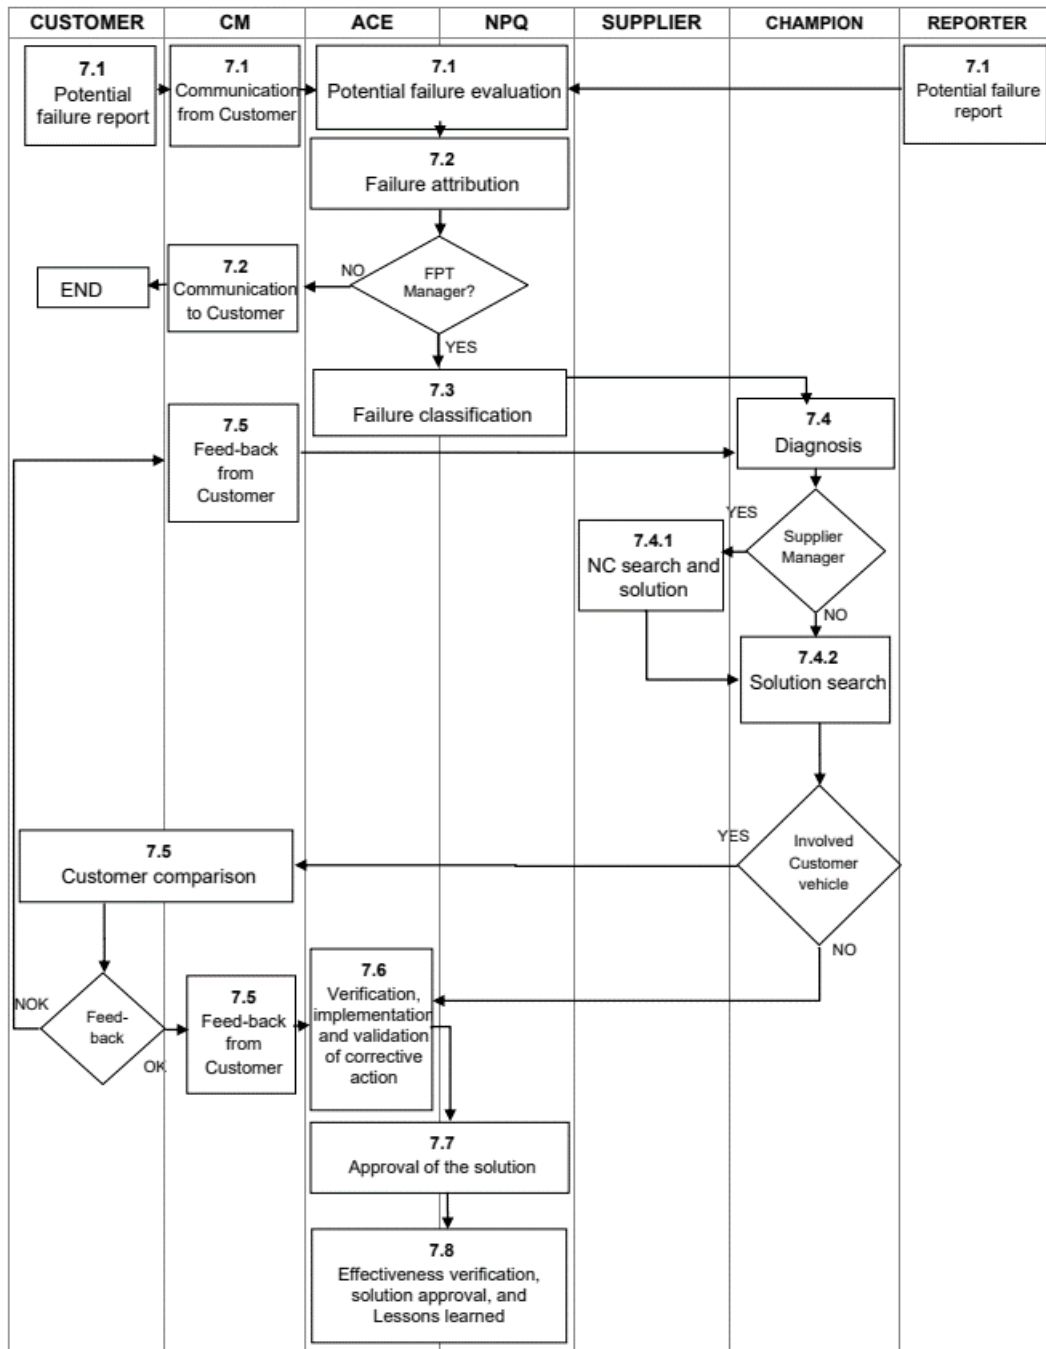 CUSTOMER
CM
ACE
NPQ
SUPPLIER
CHAMPION
REPORTER
7.1
Potential
failure report
7.1
Communication
from Customer
7.1
Potential failure evaluation
7.1
Potential failure
report
7.2
Failure attribution
FPT
Manager?
NO
YES
7.2
Communication
to Customer
END
7.3
Failure classification
7.4
Diagnosis
7.5
Feed-back
from
Customer
Supplier
Manager
YES
NO
7.4.1
NC search and
solution
7.4.2
Solution search
Involved
Customer
vehicle
YES
NO
7.5
Customer comparison
Feed-
back
NOK
OK
7.5
Feed-back
from
Customer
7.6
Verification,
implementation
and validation
of corrective
action
7.7
Approval of the solution
7.8
Effectiveness verification,
solution approval, and
Lessons learned